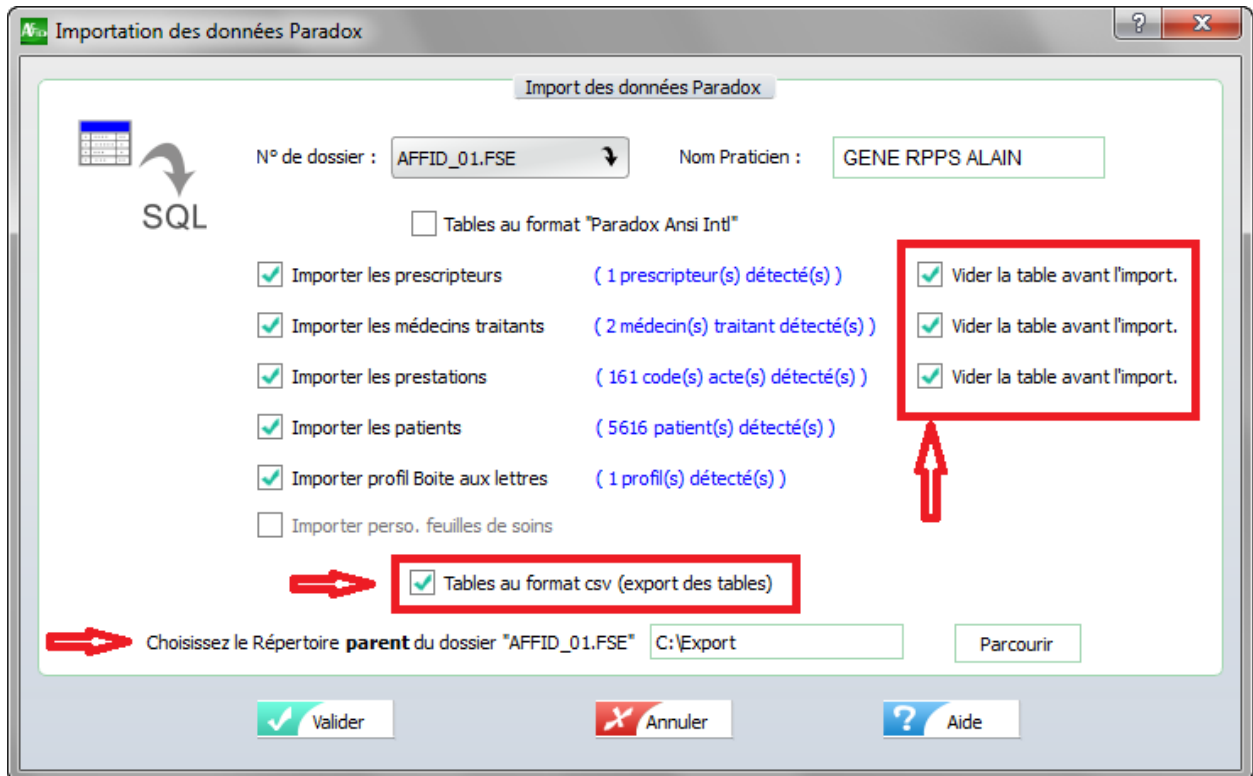 Affid Importation des données Paradox
Import des données Paradox
N° de dossier : AFFID_01.FSE Nom Praticien : GENE RPPS ALAIN
SQL
Tables au format "Paradox Ansi Intl"
Importer les prescripteurs ( 1 prescripteur(s) détecté(s) ) Vider la table avant l'import.
Importer les médecins traitants ( 2 médecin(s) traitant détecté(s) ) Vider la table avant l'import.
Importer les prestations ( 161 code(s) acte(s) détecté(s) ) Vider la table avant l'import.
Importer les patients ( 5616 patient(s) détecté(s) )
Importer profil Boite aux lettres ( 1 profil(s) détecté(s) )
Importer perso. feuilles de soins
Tables au format csv (export des tables)
Choisissez le Répertoire parent du dossier "AFFID_01.FSE" C:\Export Parcourir
Valider Annuler ? Aide